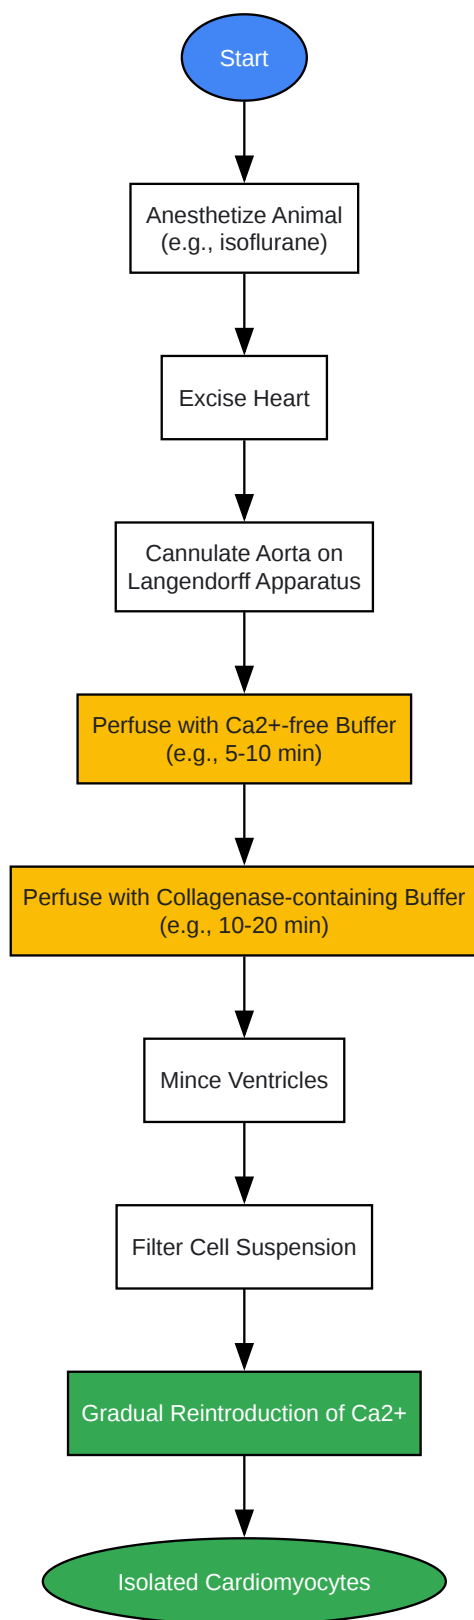 Start
Anesthetize Animal
(e.g., isoflurane)
Excise Heart
Cannulate Aorta on
Langendorff Apparatus
Perfuse with Ca2+-free Buffer
(e.g., 5-10 min)
Perfuse with Collagenase-containing Buffer
(e.g., 10-20 min)
Mince Ventricles
Filter Cell Suspension
Gradual Reintroduction of Ca2+
Isolated Cardiomyocytes